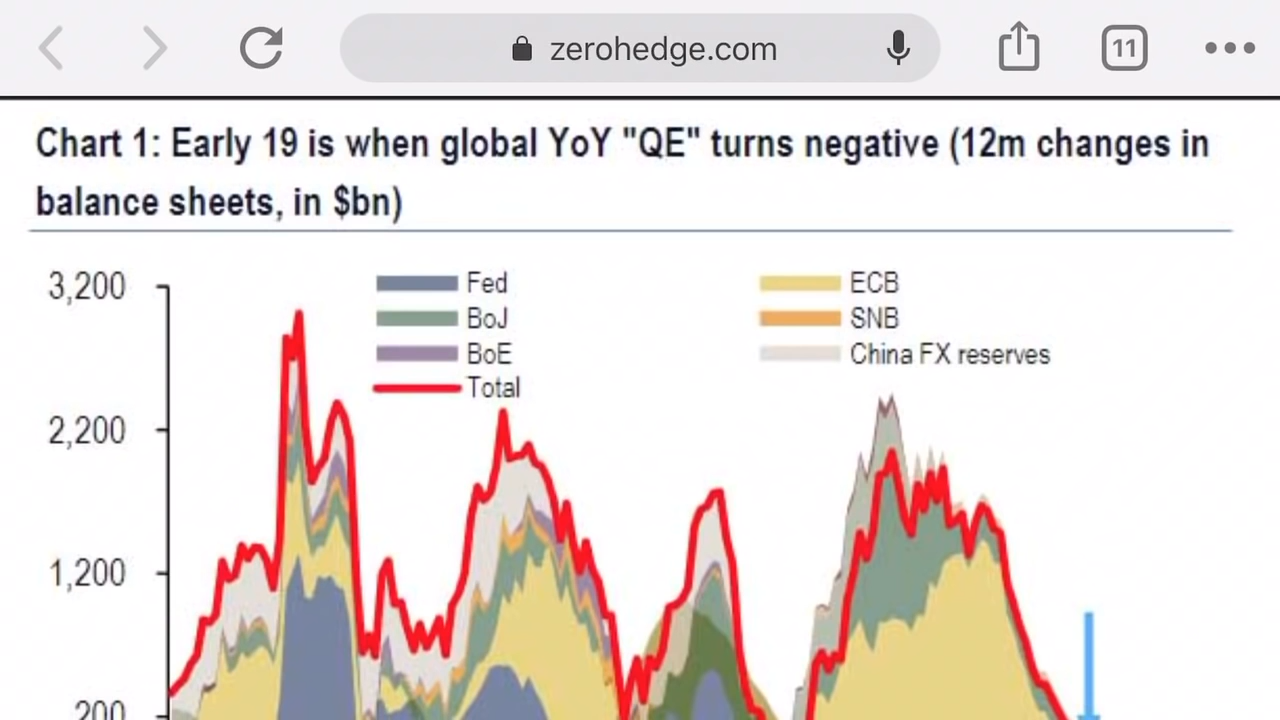 zerohedge.com
11
Chart 1: Early 19 is when global YoY "QE" turns negative (12m changes in
balance sheets, in $bn)
3,200
Fed
ECB
BoJ
SNB
BoE
China FX reserves
Total
2,200
1,200
200